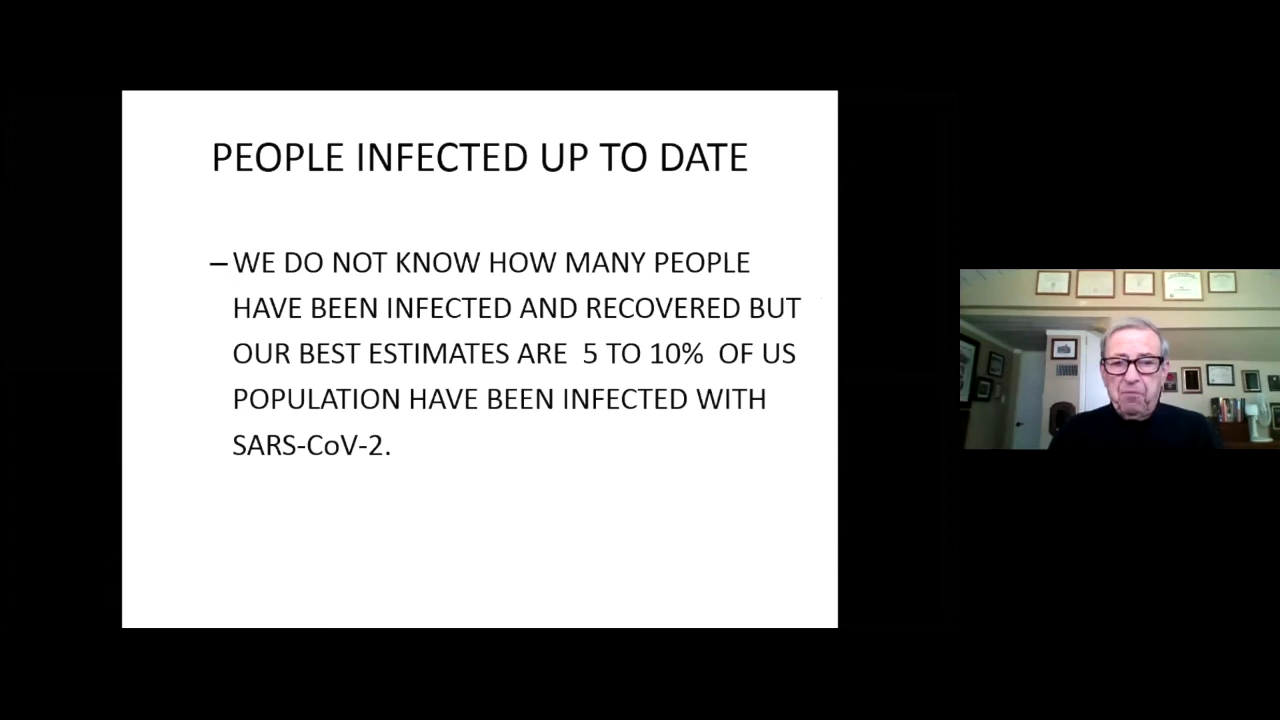 PEOPLE INFECTED UP TO DATE
– WE DO NOT KNOW HOW MANY PEOPLE
HAVE BEEN INFECTED AND RECOVERED BUT
OUR BEST ESTIMATES ARE 5 TO 10% OF US
POPULATION HAVE BEEN INFECTED WITH
SARS-CoV-2.